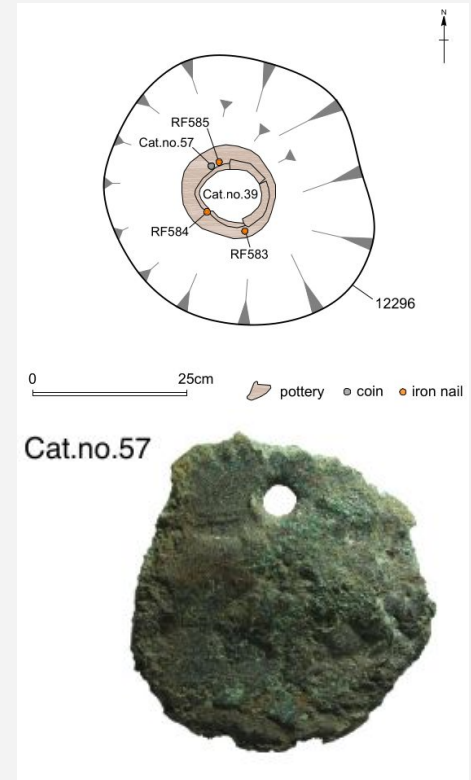 N
RF585
Cat.no.57
Cat.no.39
RF584
RF583
12296
0 25cm
pottery coin iron nail
Cat.no.57